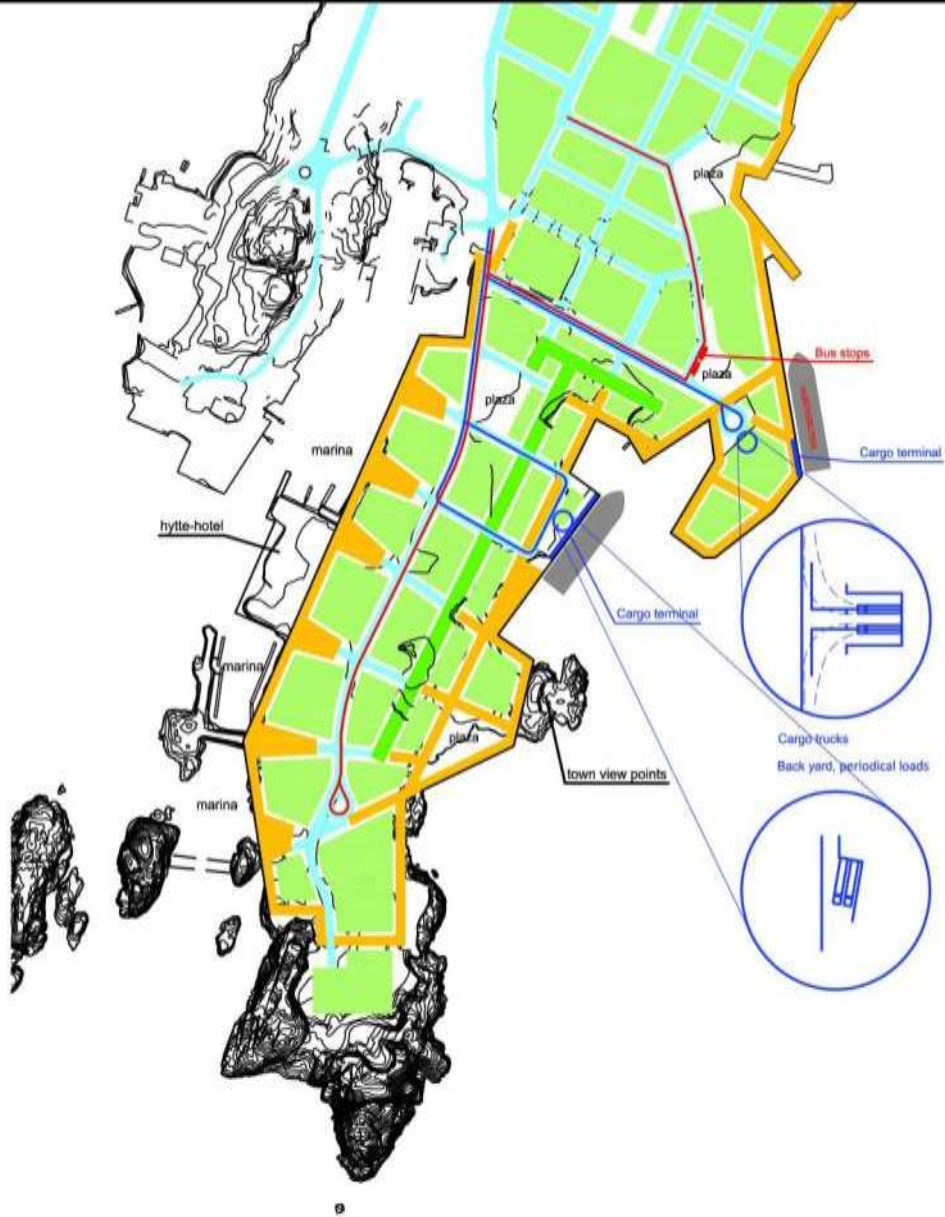 plaza
Bus stops
plaza
plaza
Cargo terminal
marina
hytte-hotel
Cargo terminal
marina
plaza
Cargo trucks
town view points
Back yard, periodical loads
marina